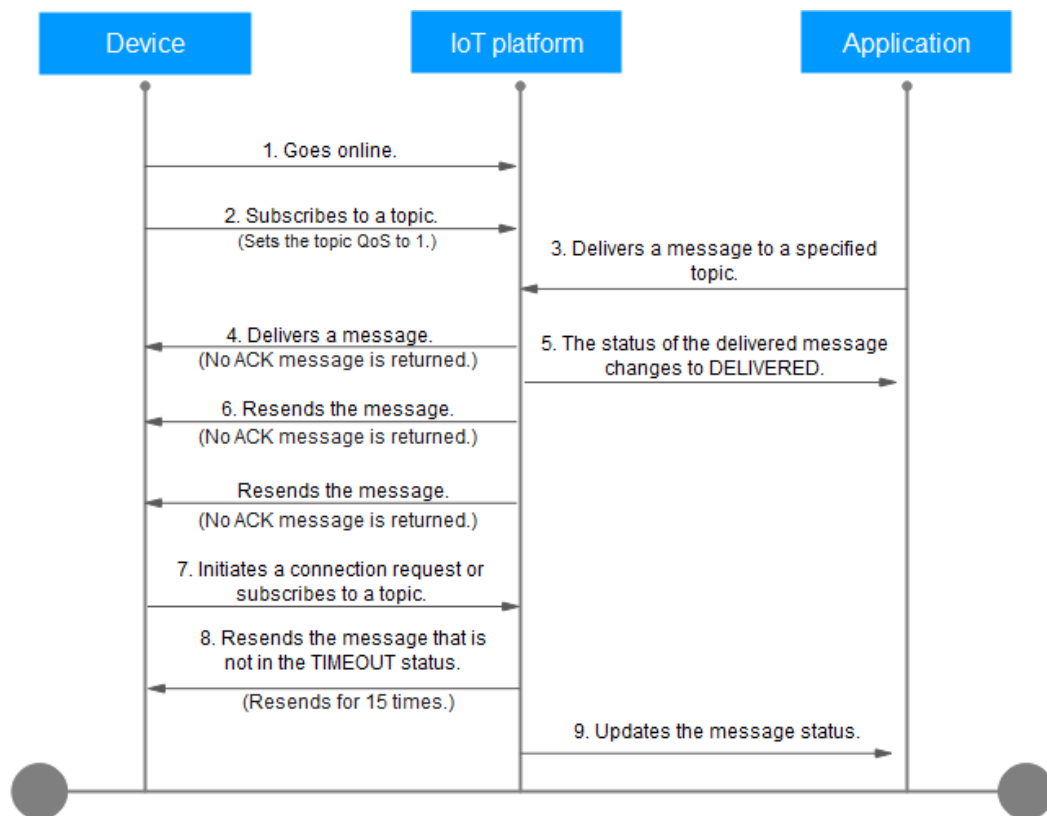 Device
IoT platform
Application
1. Goes online.
2. Subscribes to a topic.
(Sets the topic QoS to 1.)
3. Delivers a message to a specified
topic.
4. Delivers a message.
(No ACK message is returned.)
5. The status of the delivered message
changes to DELIVERED.
6. Resends the message.
(No ACK message is returned.)
Resends the message.
(No ACK message is returned.)
7. Initiates a connection request or
subscribes to a topic.
8. Resends the message that is
not in the TIMEOUT status.
(Resends for 15 times.)
9. Updates the message status.